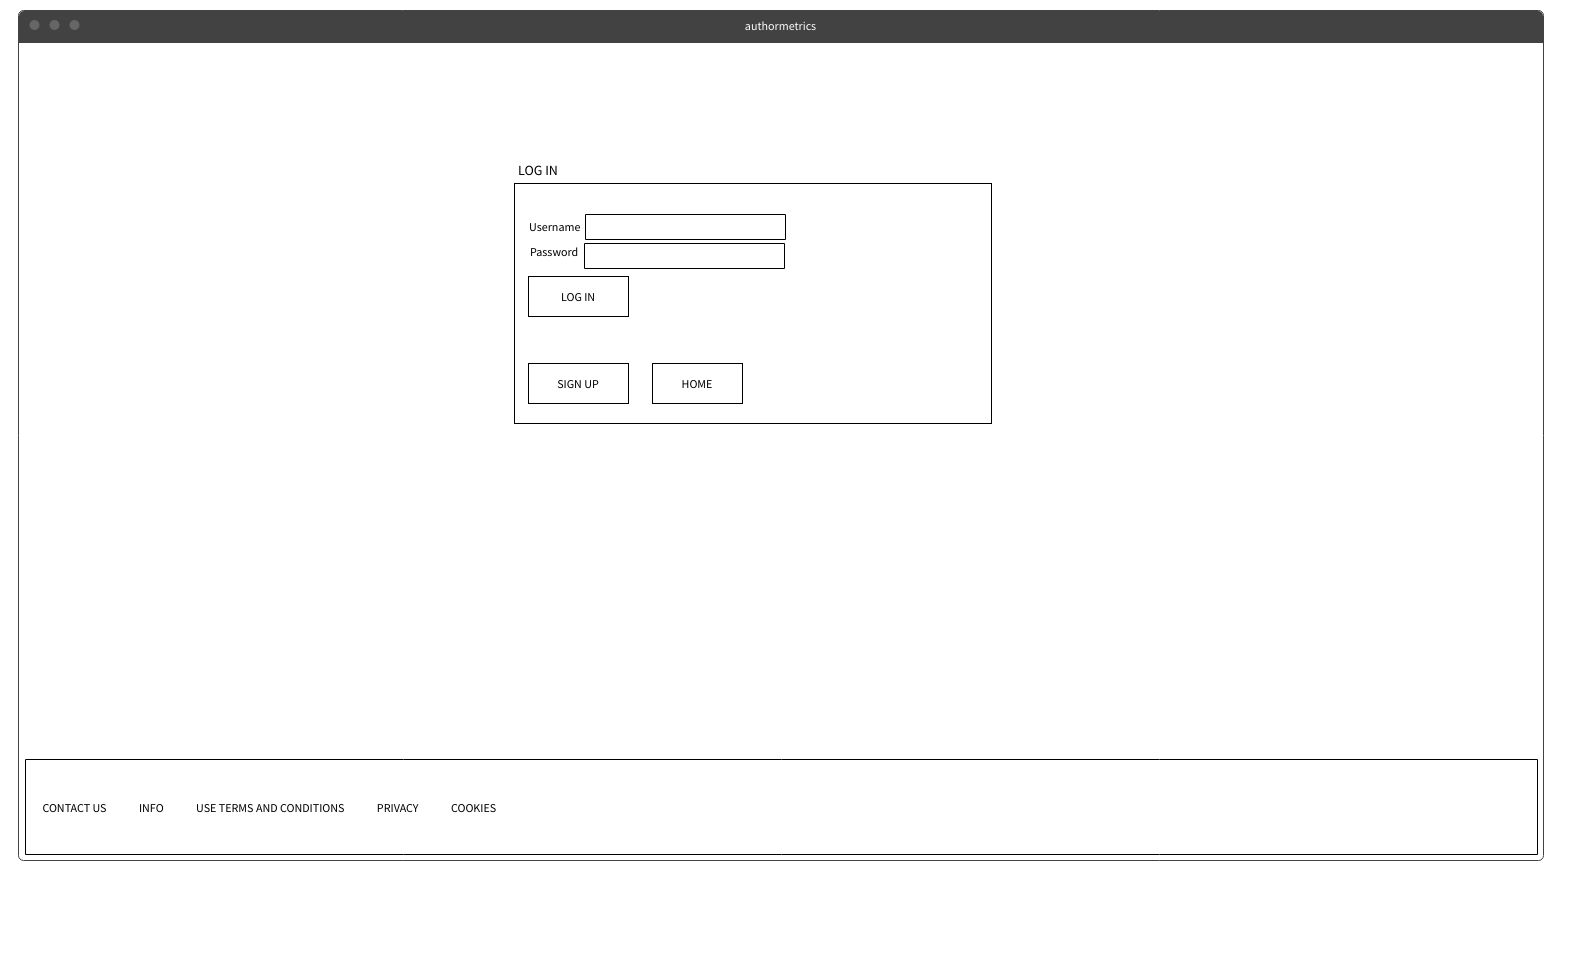 authormetrics
LOG IN
Username
Password
LOG IN
SIGN UP HOME
CONTACT US INFO USE TERMS AND CONDITIONS PRIVACY COOKIES